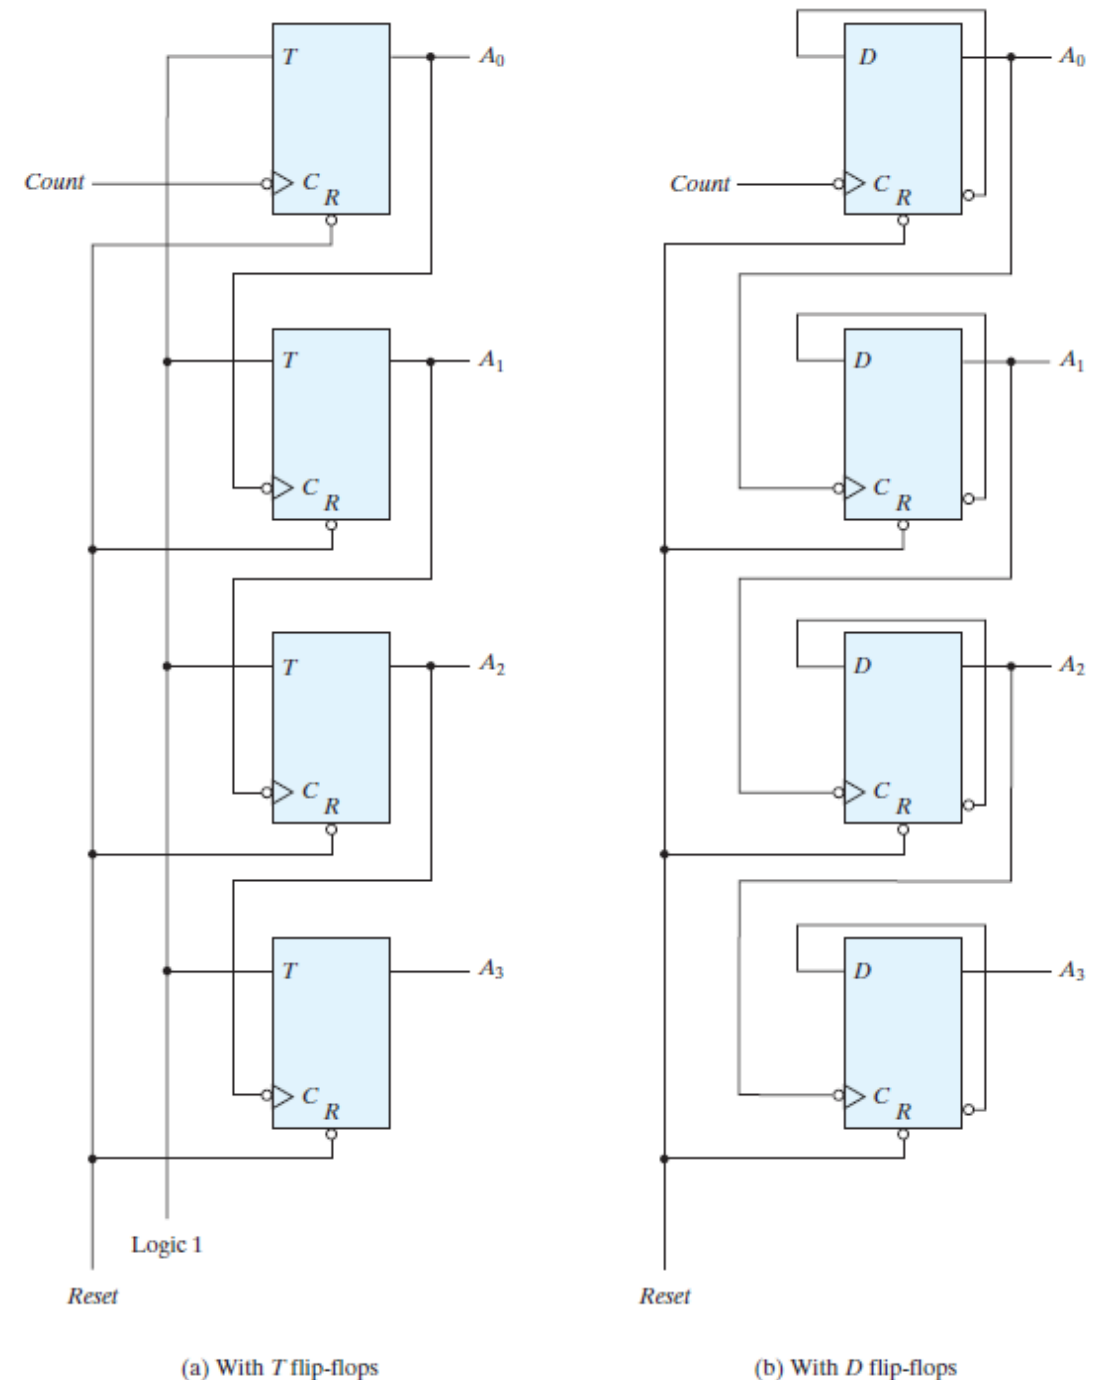 T
A0
Count
C
R
T
A1
C
R
T
A2
C
R
T
A3
C
R
Logic 1
Reset
(a) With T flip-flops
D
A0
Count
C
R
D
A1
C
R
D
A2
C
R
D
A3
C
R
Reset
(b) With D flip-flops